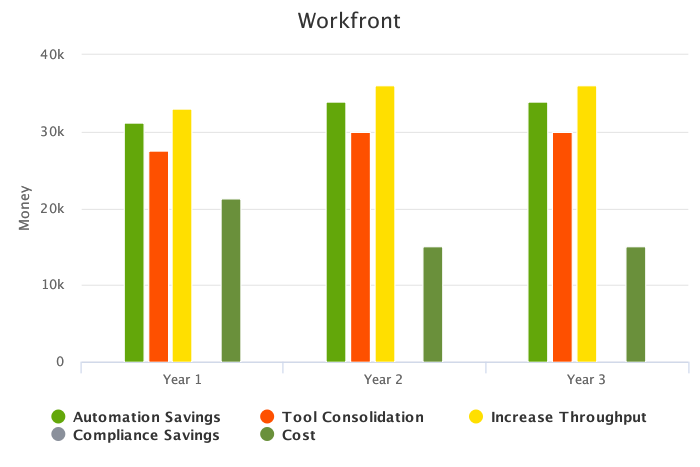 Workfront
40k
30k
20k
10k
0
Money
Year 1 Year 2 Year 3
Automation Savings Tool Consolidation Increase Throughput
Compliance Savings Cost